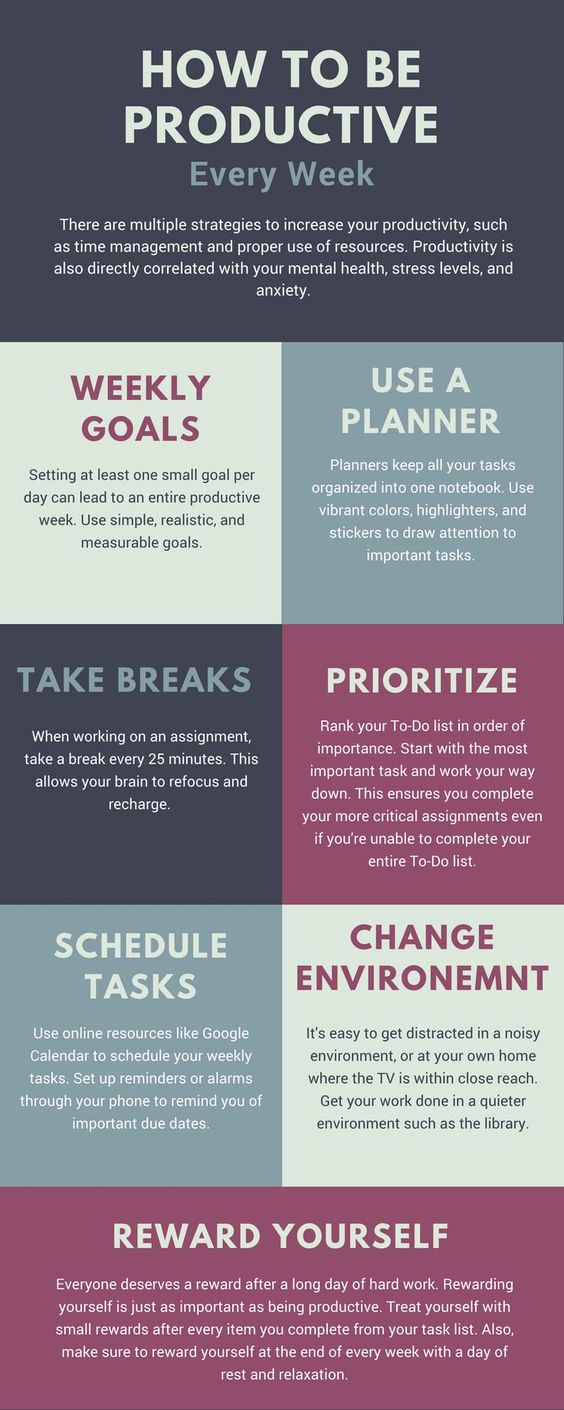 HOW TO BE
PRODUCTIVE
Every Week
There are multiple strategies to increase your productivity, such
as time management and proper use of resources. Productivity is
also directly correlated with your mental health, stress levels, and
anxiety.
WEEKLY
GOALS
Setting at least one small goal per
day can lead to an entire productive
week. Use simple, realistic, and
measurable goals.
USE A
PLANNER
Planners keep all your tasks
organized into one notebook. Use
vibrant colors, highlighters, and
stickers to draw attention to
important tasks.
TAKE BREAKS
When working on an assignment,
take a break every 25 minutes. This
allows your brain to refocus and
recharge.
PRIORITIZE
Rank your To-Do list in order of
importance. Start with the most
important task and work your way
down. This ensures you complete
your more critical assignments even
if you're unable to complete your
entire To-Do list.
SCHEDULE
TASKS
Use online resources like Google
Calendar to schedule your weekly
tasks. Set up reminders or alarms
through your phone to remind you of
important due dates.
CHANGE
ENVIRONEMNT
It's easy to get distracted in a noisy
environment, or at your own home
where the TV is within close reach.
Get your work done in a quieter
environment such as the library.
REWARD YOURSELF
Everyone deserves a reward after a long day of hard work. Rewarding
yourself is just as important as being productive. Treat yourself with
small rewards after every item you complete from your task list. Also,
make sure to reward yourself at the end of every week with a day of
rest and relaxation.